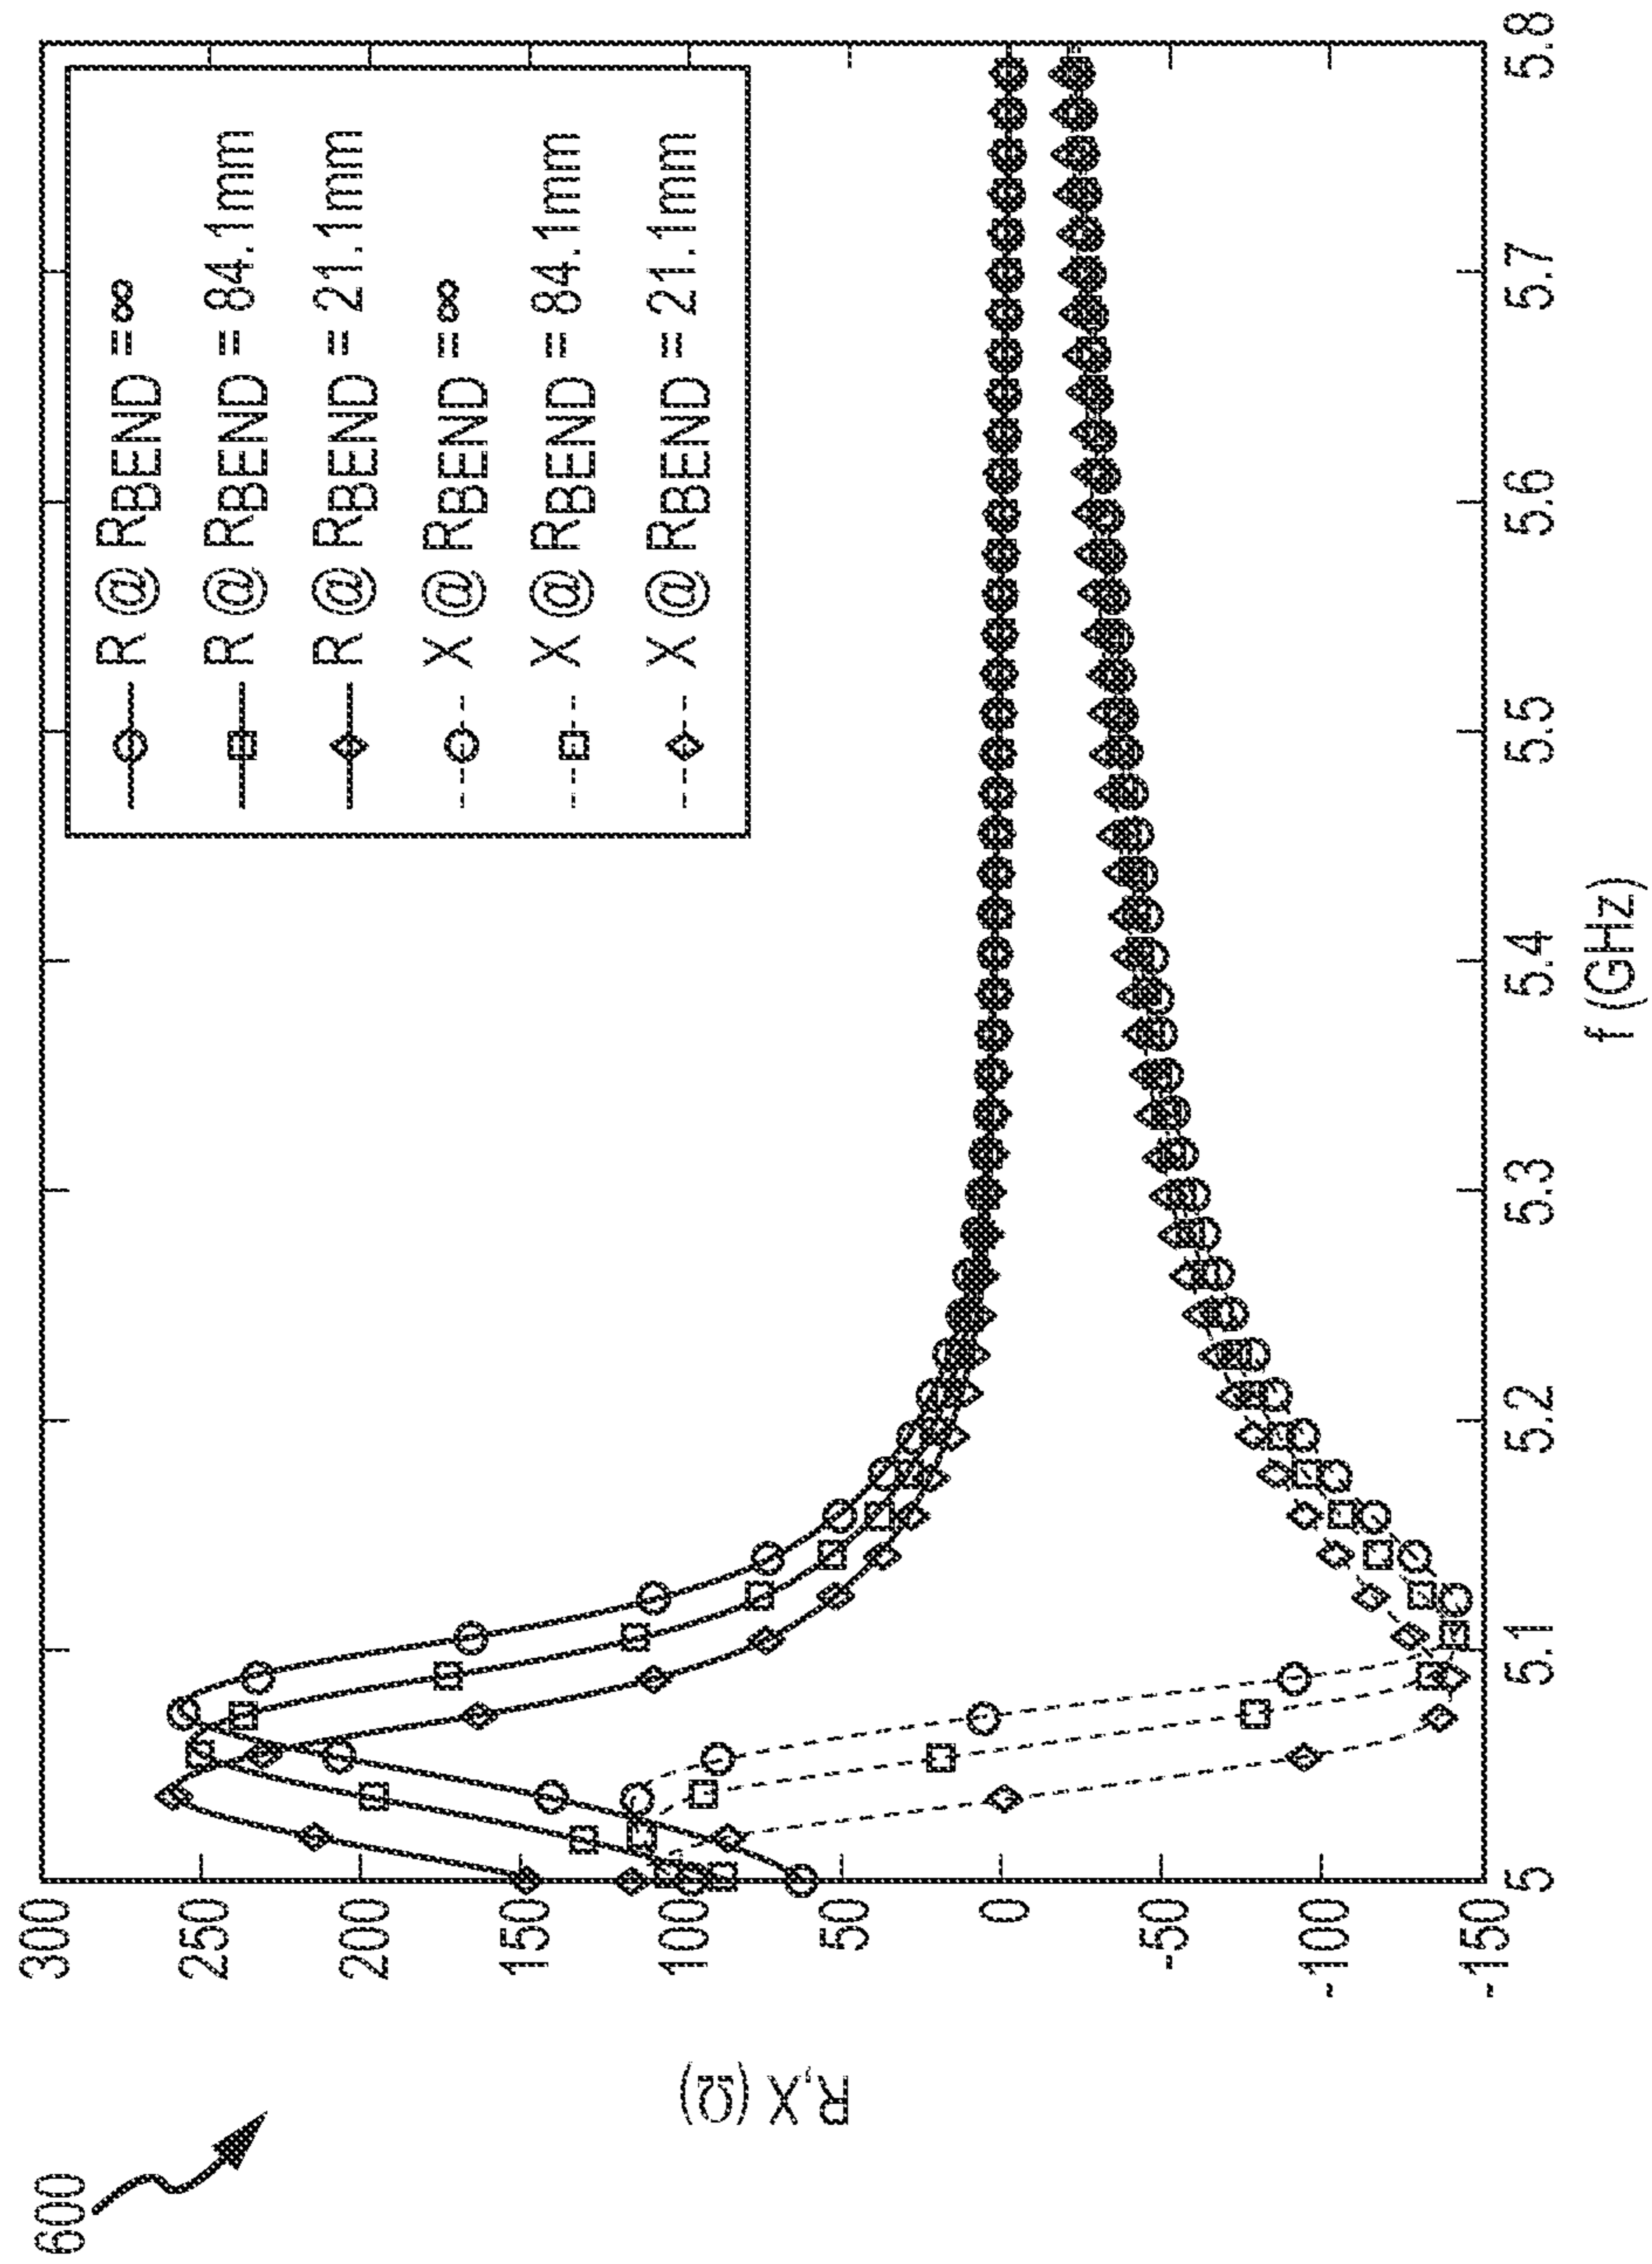 600
R,X (Ω)
300
250
200
150
100
50
0
-50
-100
-150
R @ RBEND =∞
R @ RBEND = 84.1mm
R @ RBEND = 21.1mm
X @ RBEND =∞
X @ RBEND = 84.1mm
X @ RBEND = 21.1mm
5 5.1 5.2 5.3 5.4 5.5 5.6 5.7 5.8
f (GHz)